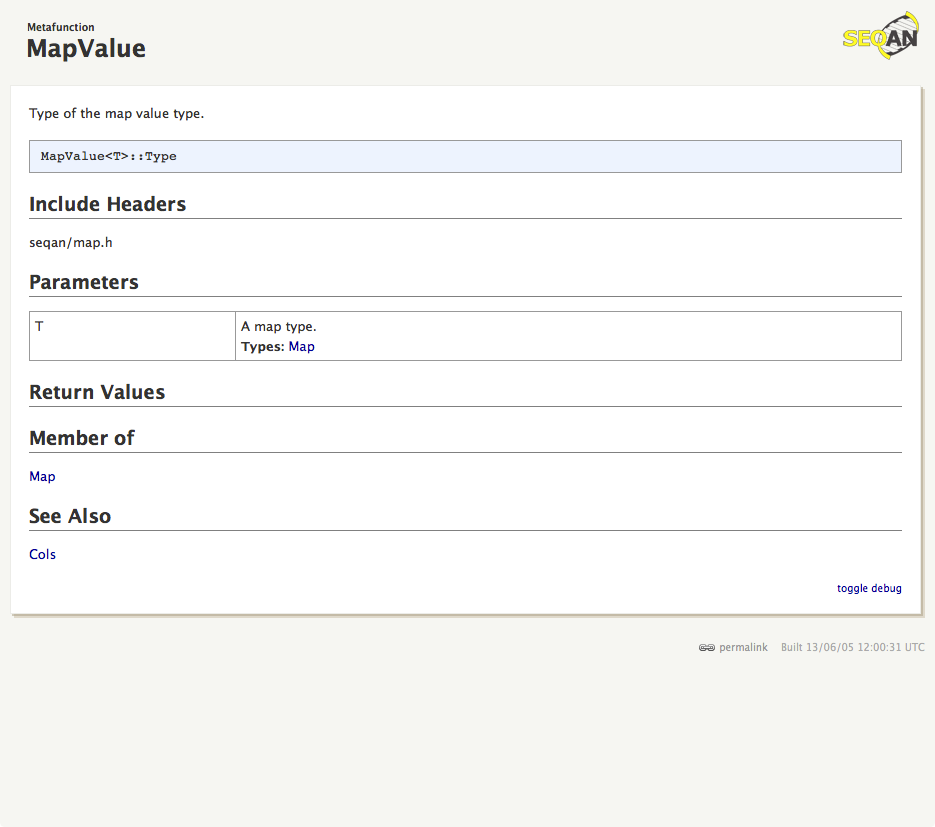 Metafunction
MapValue
SEQAN
Type of the map value type.
MapValue<T>::Type
Include Headers
seqan/map.h
Parameters
T
A map type.
Types: Map
Return Values
Member of
Map
See Also
Cols
toggle debug
permalink Built 13/06/05 12:00:31 UTC